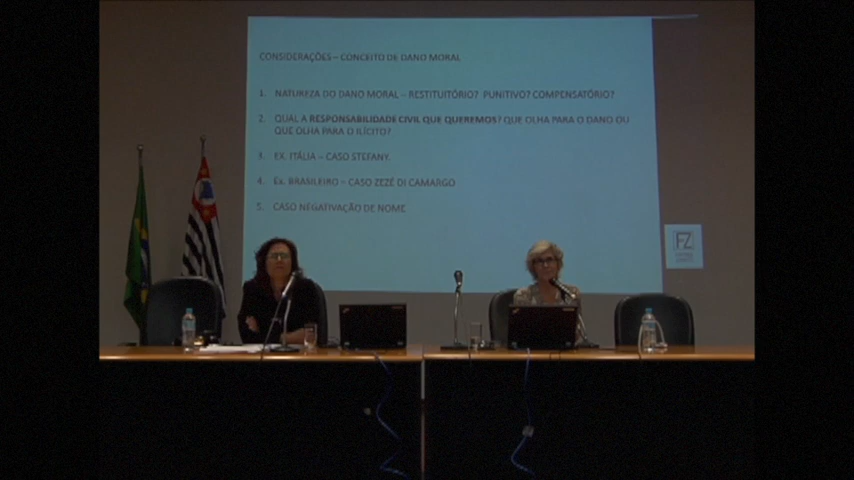 CONSIDERAÇÕES – CONCEITO DE DANO MORAL
1. NATUREZA DO DANO MORAL – RESTITUITÓRIO? PUNITIVO? COMPENSATÓRIO?
2. QUAL A RESPONSABILIDADE CIVIL QUE QUEREMOS? QUE OLHA PARA O DANO OU
QUE OLHA PARA O ILÍCITO?
3. EX. ITÁLIA – CASO STEFANY.
4. Ex. BRASILEIRO – CASO ZEZÉ DI CAMARGO
5. CASO NEGATIVAÇÃO DE NOME
FZ